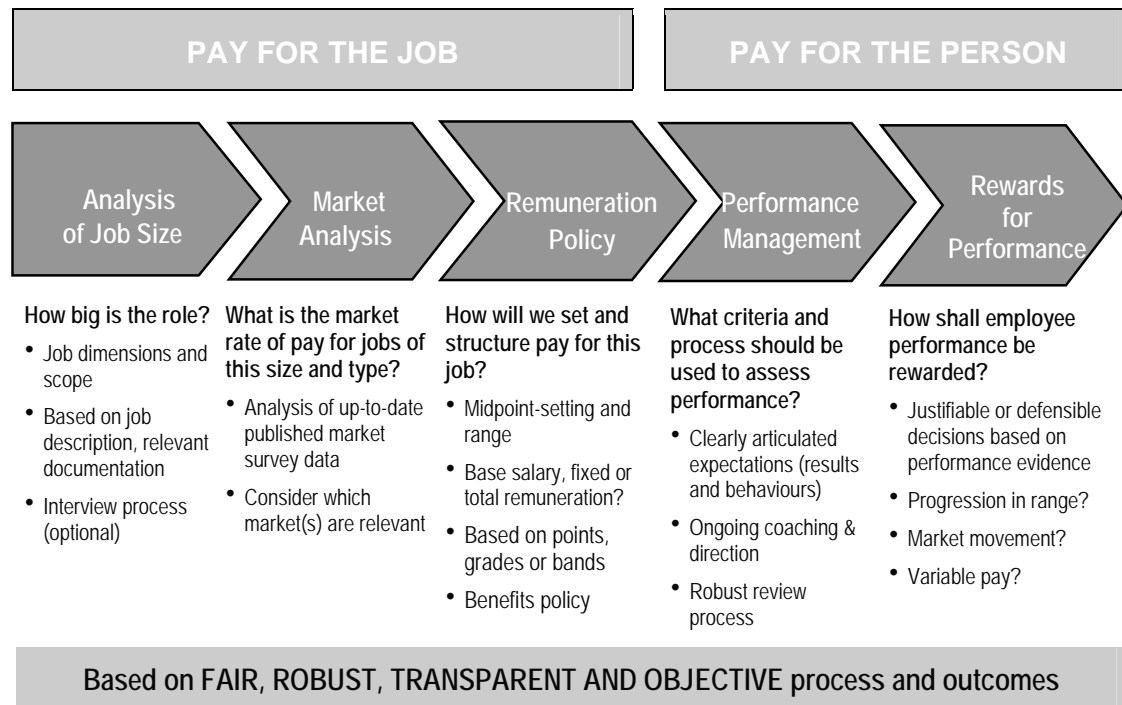 PAY FOR THE JOB
PAY FOR THE PERSON
Analysis
of Job Size
Market
Analysis
Remuneration
Policy
Performance
Management
Rewards
for
Performance
How big is the role?
• Job dimensions and
scope
• Based on job
description, relevant
documentation
• Interview process
(optional)
What is the market
rate of pay for jobs of
this size and type?
• Analysis of up-to-date
published market
survey data
• Consider which
market(s) are relevant
How will we set and
structure pay for this
job?
• Midpoint-setting and
range
• Base salary, fixed or
total remuneration?
• Based on points,
grades or bands
• Benefits policy
What criteria and
process should be
used to assess
performance?
• Clearly articulated
expectations (results
and behaviours)
• Ongoing coaching &
direction
• Robust review
process
How shall employee
performance be
rewarded?
• Justifiable or defensible
decisions based on
performance evidence
• Progression in range?
• Market movement?
• Variable pay?
Based on FAIR, ROBUST, TRANSPARENT AND OBJECTIVE process and outcomes